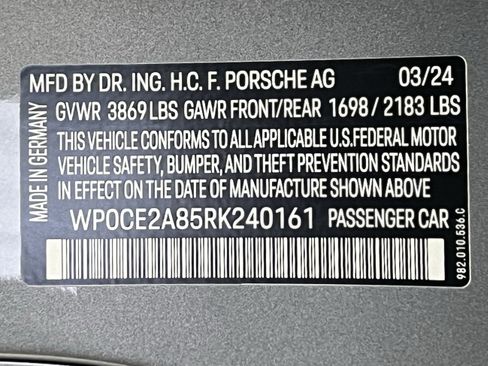 MFD BY DR. ING. H.C. F. PORSCHE AG 03/24
GVWR 3869 LBS GAWR FRONT/REAR 1698 / 2183 LBS
THIS VEHICLE CONFORMS TO ALL APPLICABLE U.S.FEDERAL MOTOR
VEHICLE SAFETY, BUMPER, AND THEFT PREVENTION STANDARDS
IN EFFECT ON THE DATE OF MANUFACTURE SHOWN ABOVE
WP0CE2A85RK240161 PASSENGER CAR
MADE IN GERMANY
982.010.536.C